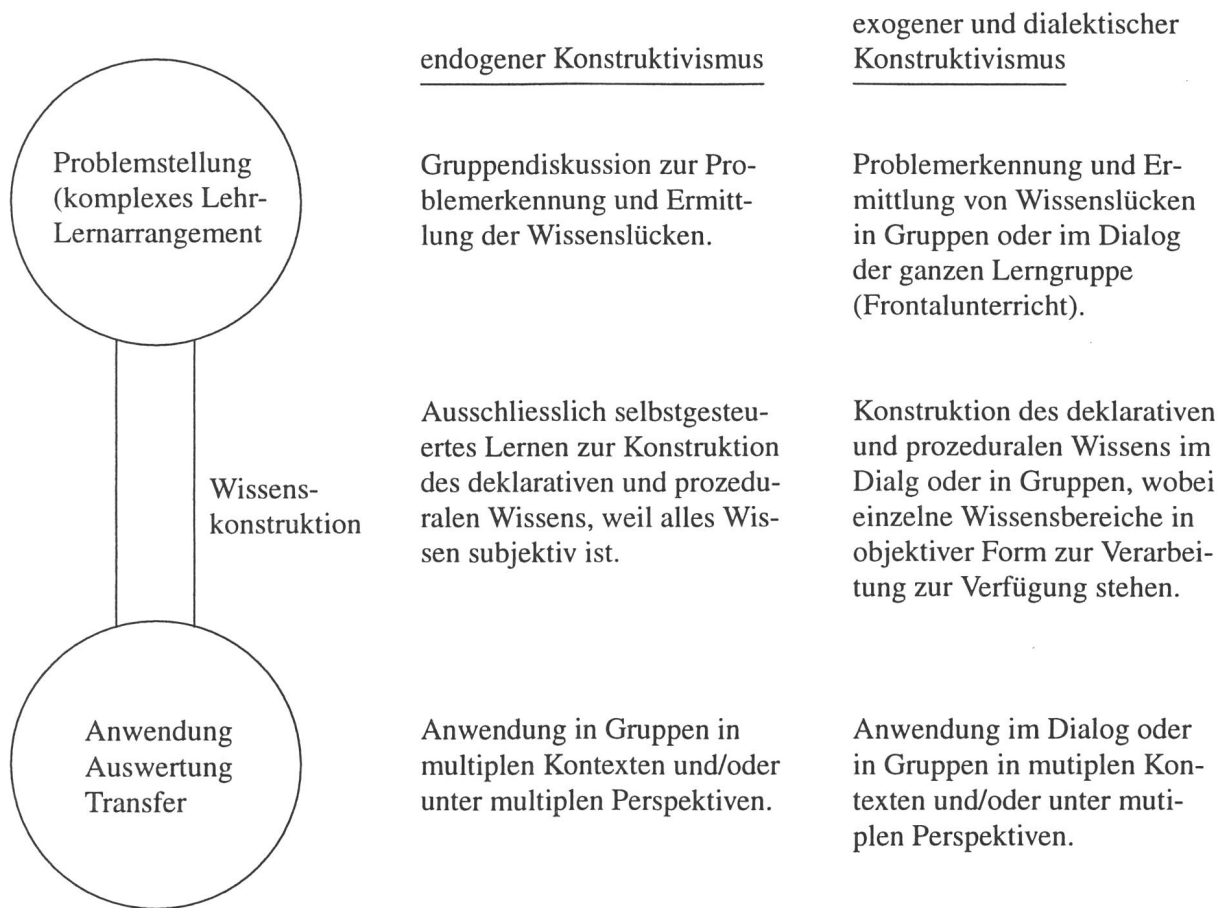 endogener Konstruktivismus
exogener und dialektischer
Konstruktivismus
Problemstellung
(komplexes Lehr-
Lernarrangement
Gruppendiskussion zur Pro-
blemerkennung und Ermitt-
lung der Wissenslücken.
Problemerkennung und Er-
mittlung von Wissenslücken
in Gruppen oder im Dialog
der ganzen Lerngruppe
(Frontalunterricht).
Wissens-
konstruktion
Ausschliesslich selbstgesteu-
ertes Lernen zur Konstruktion
des deklarativen und prozedu-
ralen Wissens, weil alles Wis-
sen subjektiv ist.
Konstruktion des deklarativen
und prozeduralen Wissens im
Dialg oder in Gruppen, wobei
einzelne Wissensbereiche in
objektiver Form zur Verarbei-
tung zur Verfügung stehen.
Anwendung
Auswertung
Transfer
Anwendung in Gruppen in
multiplen Kontexten und/oder
unter multiplen Perspektiven.
Anwendung im Dialog oder
in Gruppen in mutiplen Kon-
texten und/oder unter muti-
plen Perspektiven.